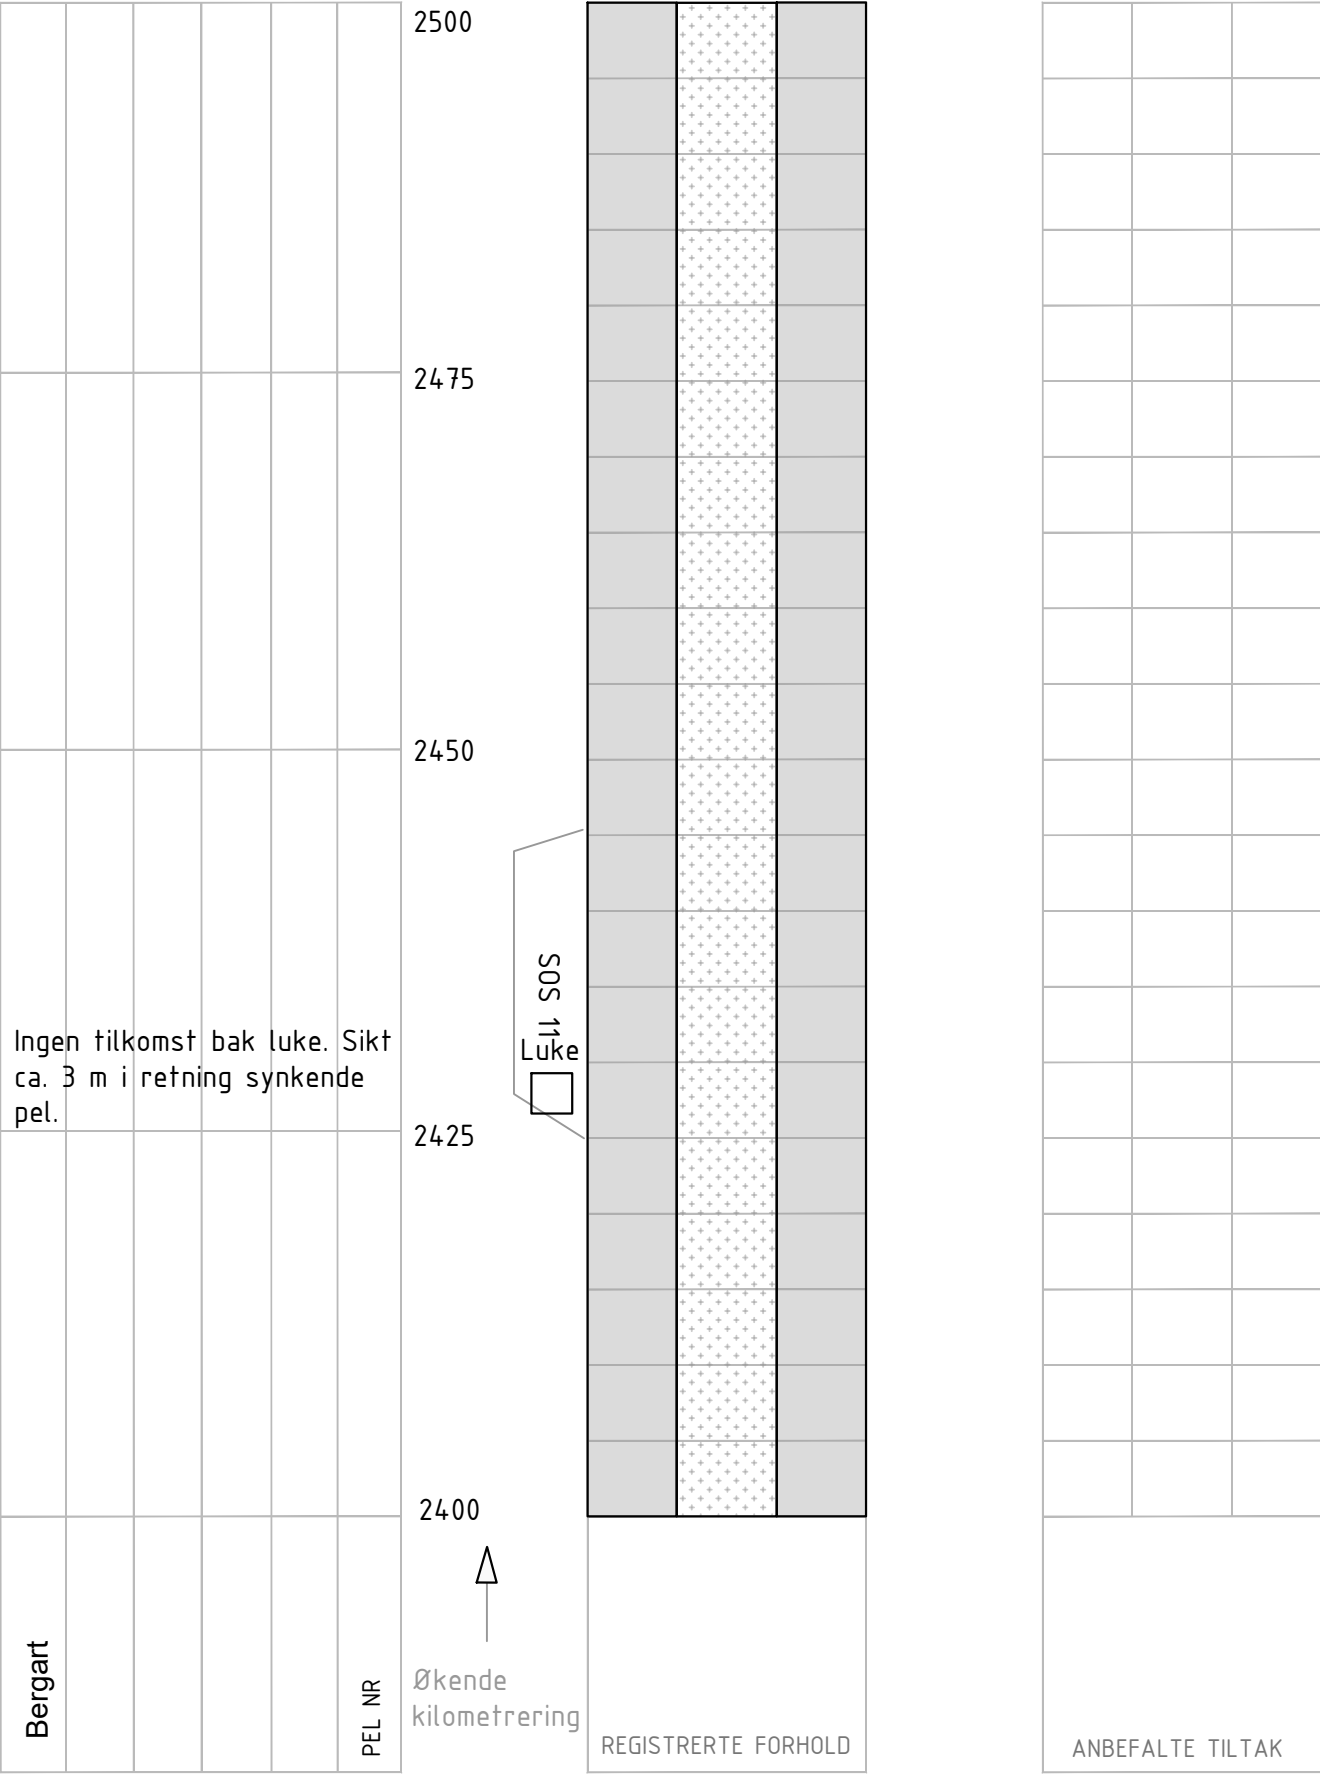 2500
2475
2450
SOS 11
Luke
Ingen tilkomst bak luke. Sikt
ca. 3 m i retning synkende
pel.
2425
2400
Bergart
PEL NR
Økende
kilometrering
REGISTRERTE FORHOLD
ANBEFALTE TILTAK